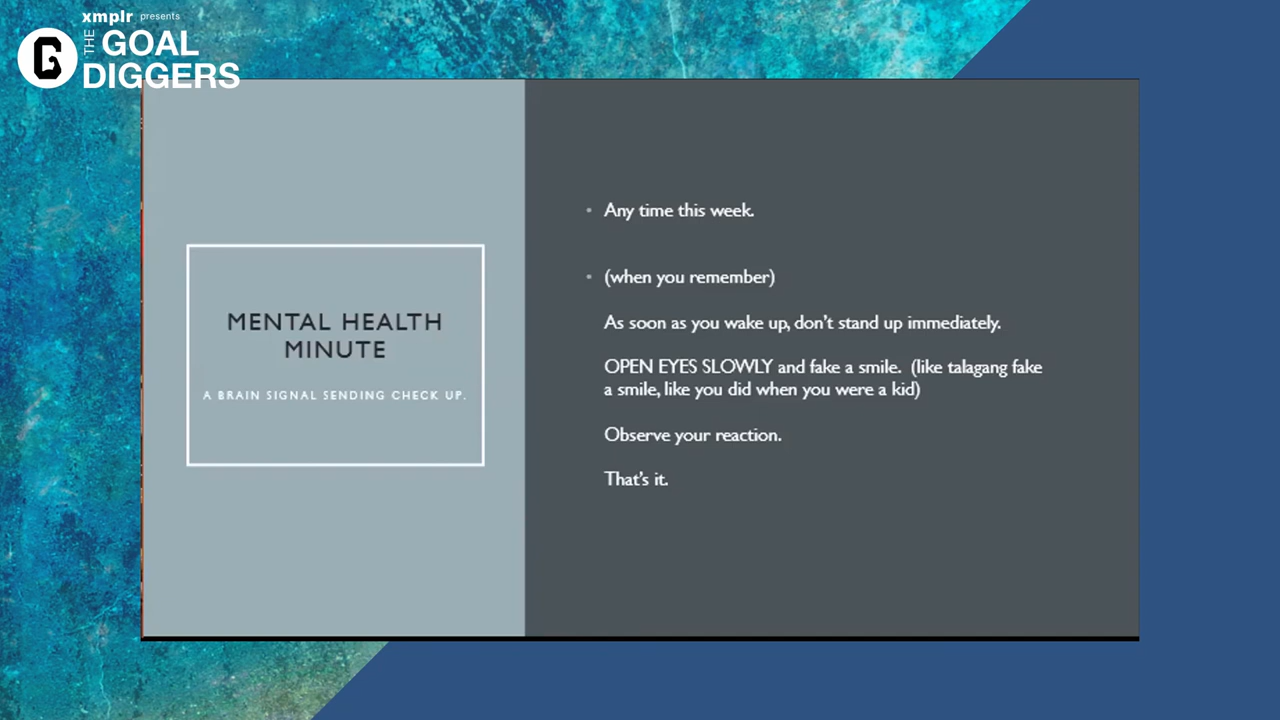 xmplr presents
THE GOAL
DIGGERS
MENTAL HEALTH
MINUTE
A BRAIN SIGNAL SENDING CHECK UP.
• Any time this week.
• (when you remember)
As soon as you wake up, don't stand up immediately.
OPEN EYES SLOWLY and fake a smile. (like talagang fake
a smile, like you did when you were a kid)
Observe your reaction.
That's it.